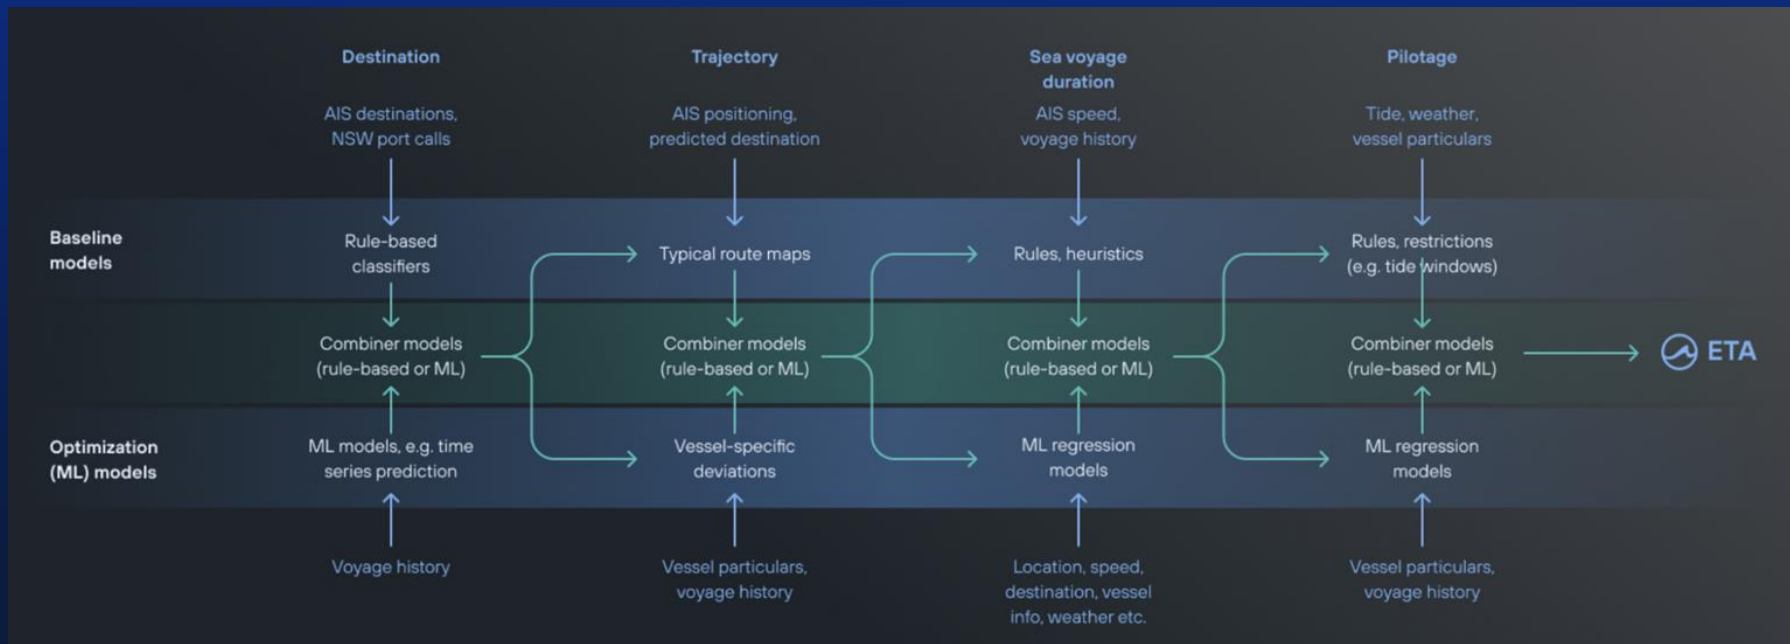 Destination
Trajectory
Sea voyage
duration
Pilotage
AIS destinations,
NSW port calls
AIS positioning,
predicted destination
AIS speed,
voyage history
Tide, weather,
vessel particulars
Baseline
models
Rule-based
classifiers
Typical route maps
Rules, heuristics
Rules, restrictions
(e.g. tide windows)
Combiner models
(rule-based or ML)
Combiner models
(rule-based or ML)
Combiner models
(rule-based or ML)
Combiner models
(rule-based or ML)
ETA
Optimization
(ML) models
ML models, e.g. time
series prediction
Vessel-specific
deviations
ML regression
models
ML regression
models
Voyage history
Vessel particulars,
voyage history
Location, speed,
destination, vessel
info, weather etc.
Vessel particulars,
voyage history